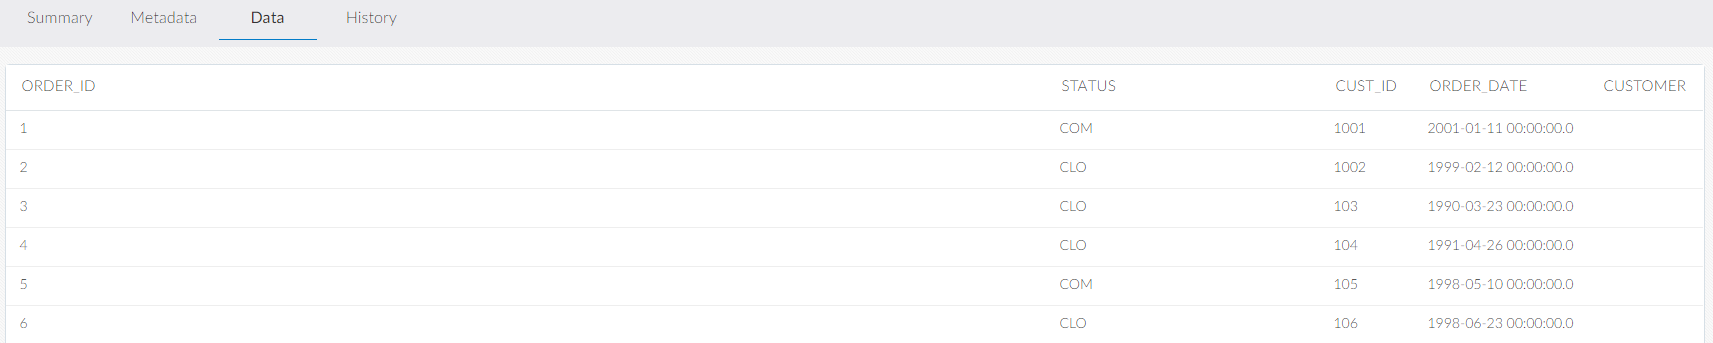 Summary Metadata Data History
ORDER_ID STATUS CUST_ID ORDER_DATE CUSTOMER
1 COM 1001 2001-01-11 00:00:00.0
2 CLO 1002 1999-02-12 00:00:00.0
3 CLO 103 1990-03-23 00:00:00.0
4 CLO 104 1991-04-26 00:00:00.0
5 COM 105 1998-05-10 00:00:00.0
6 CLO 106 1998-06-23 00:00:00.0